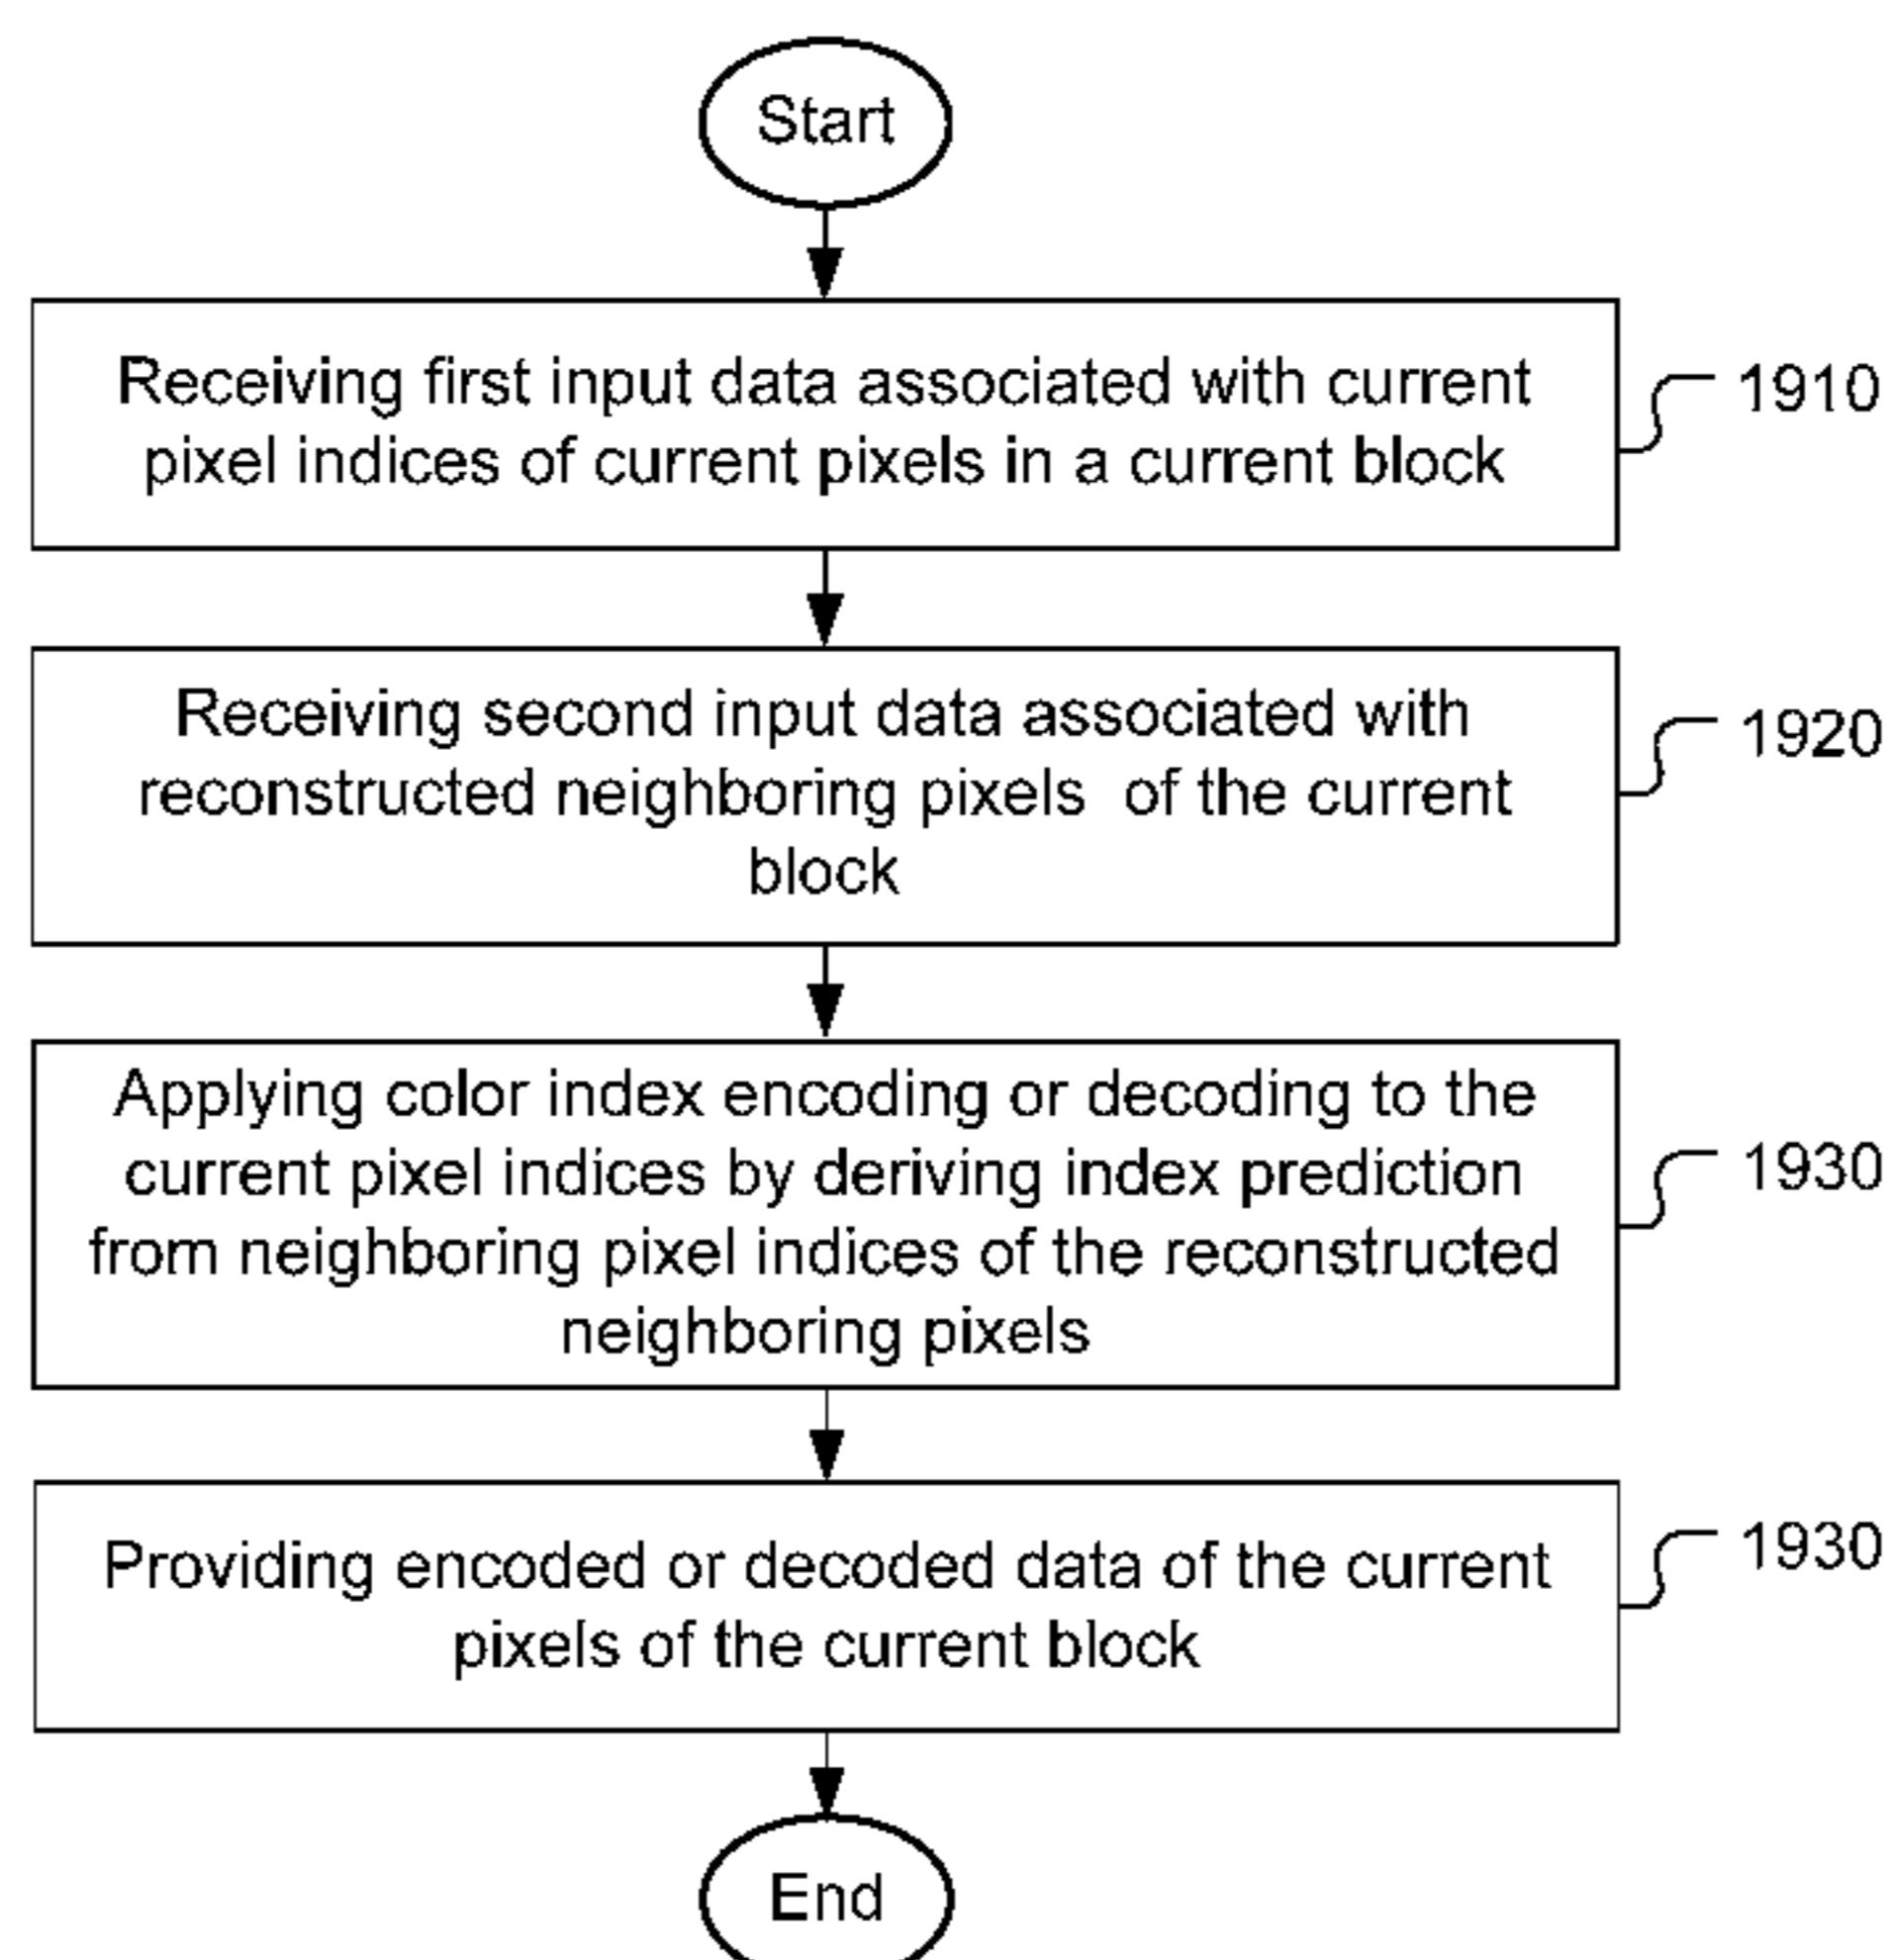 Start
Receiving first input data associated with current
pixel indices of current pixels in a current block
1910
Receiving second input data associated with
reconstructed neighboring pixels of the current
block
1920
Applying color index encoding or decoding to the
current pixel indices by deriving index prediction
from neighboring pixel indices of the reconstructed
neighboring pixels
1930
Providing encoded or decoded data of the current
pixels of the current block
1930
End